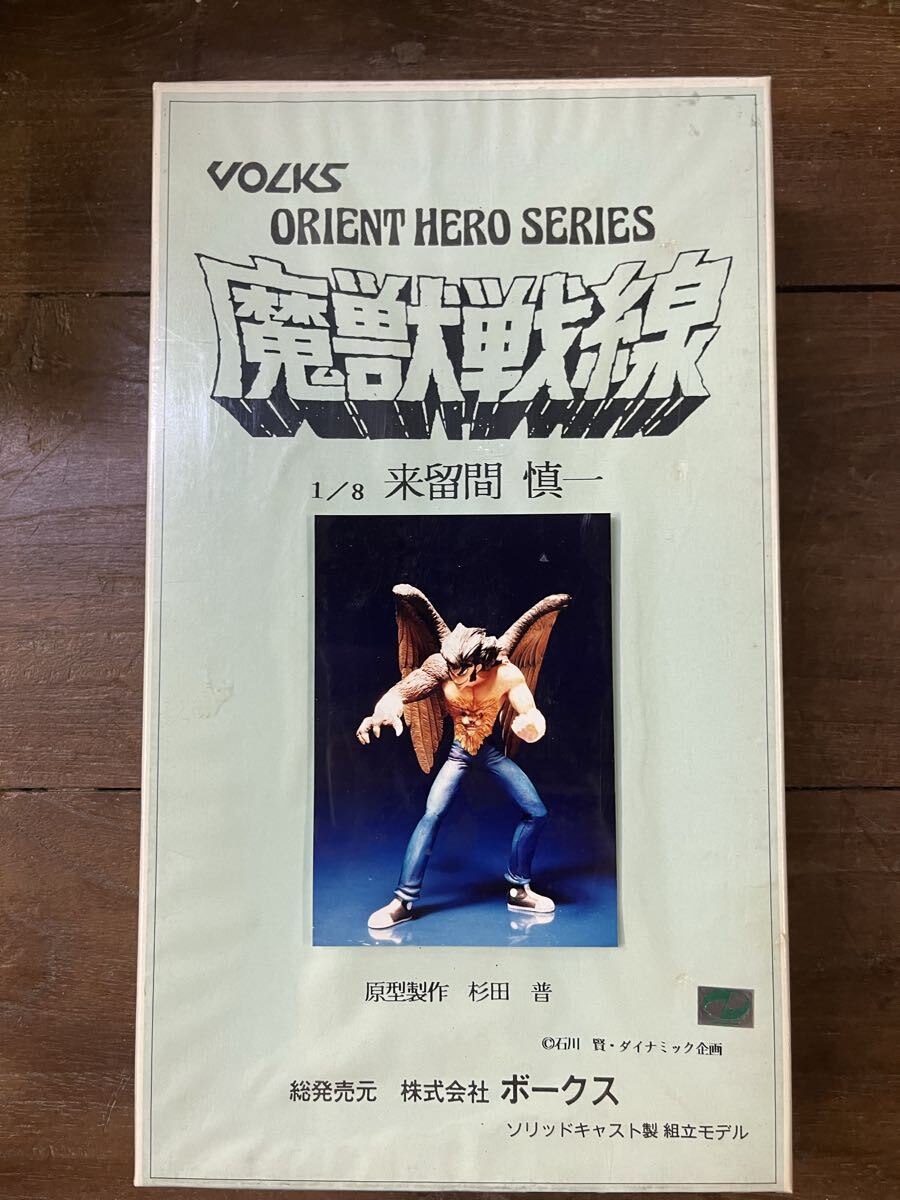 VOLKS
ORIENT HERO SERIES
魔獣戦線
1/8 来留間 慎一
原型製作 杉田 普
©石川 賢・ダイナミック企画
総発売元 株式会社 ボークス
ソリッドキャスト製 組立モデル